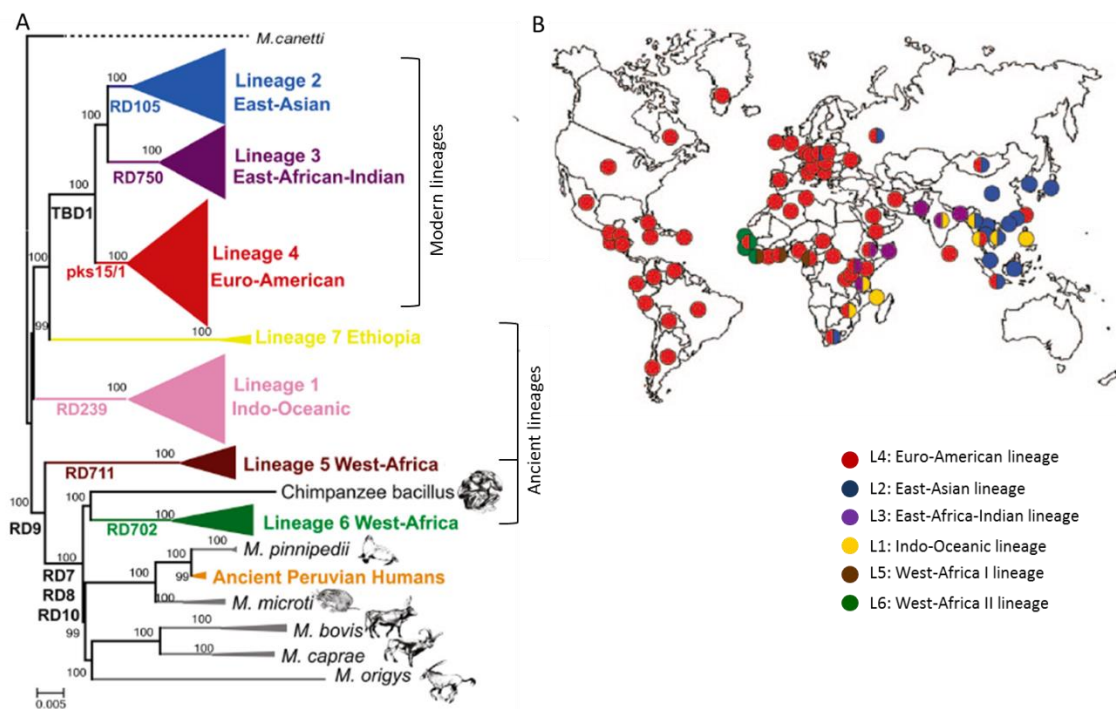 A
M.canetti
100
100
RD105
Lineage 2
East-Asian
100
RD750
Lineage 3
East-African-Indian
100
TBD1
100
pks15/1
Lineage 4
Euro-American
Modern lineages
99
100
Lineage 7 Ethiopia
100
RD239
Lineage 1
Indo-Oceanic
100
RD711
Lineage 5 West-Africa
Ancient lineages
Chimpanzee bacillus
100
RD9
100
RD702
Lineage 6 West-Africa
100
RD7
RD8
RD10
99
100
M. pinnipedii
100
99
Ancient Peruvian Humans
100
M. microti
100
M. bovis
100
100
M. caprae
100
M. origys
0.005
B
L4: Euro-American lineage
L2: East-Asian lineage
L3: East-Africa-Indian lineage
L1: Indo-Oceanic lineage
L5: West-Africa I lineage
L6: West-Africa II lineage